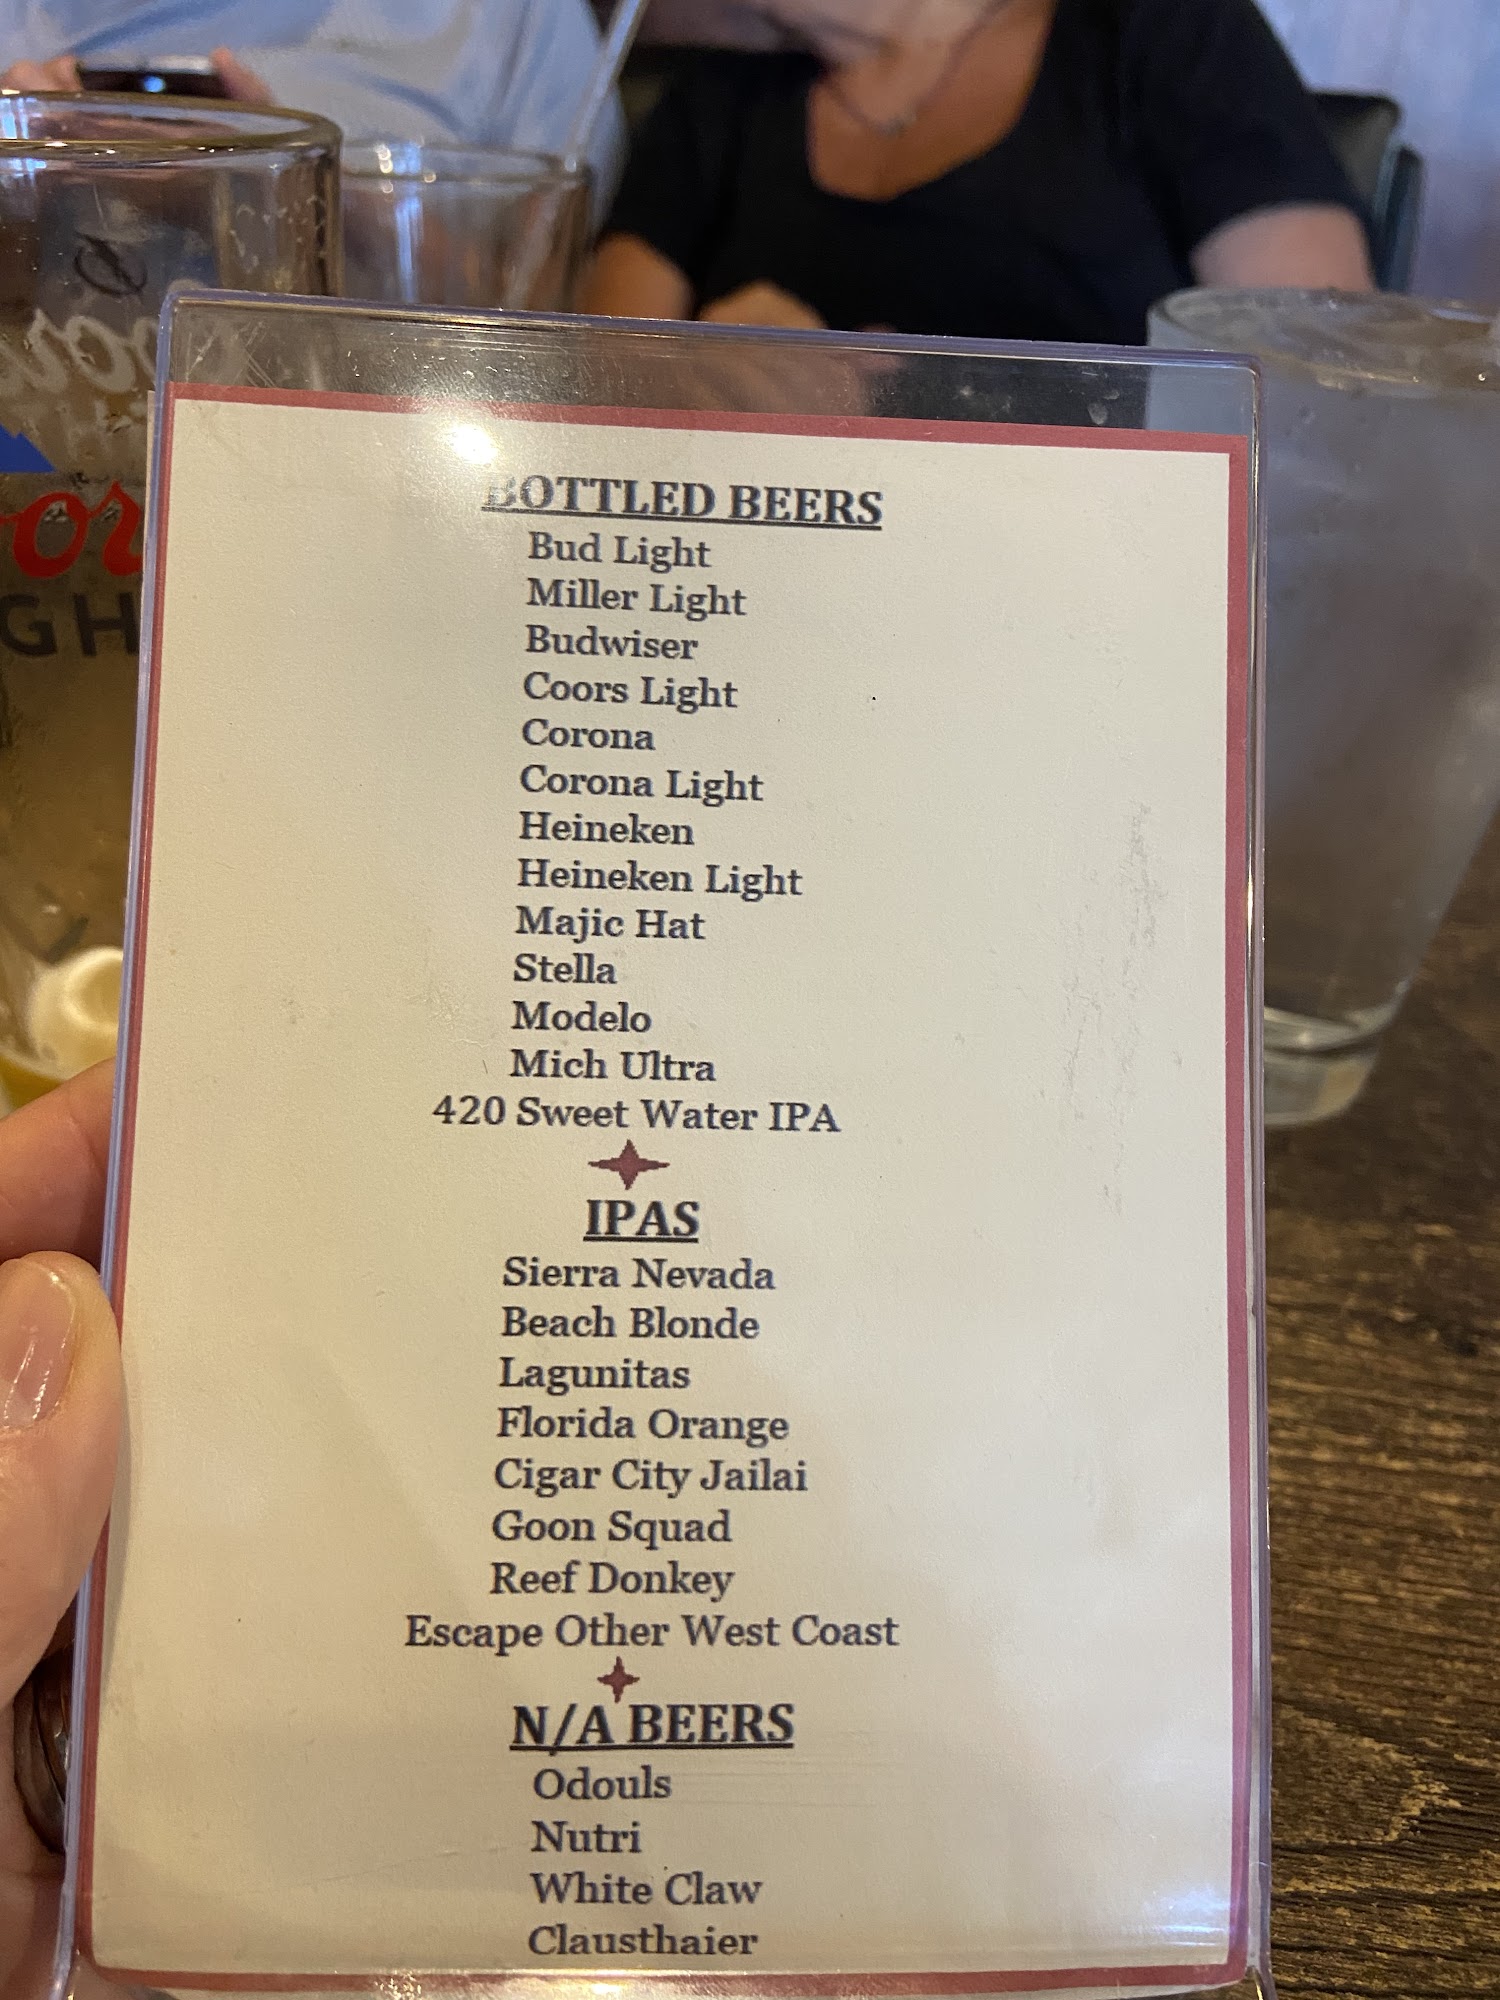 BOTTLED BEERS
Bud Light
Miller Light
Budwiser
Coors Light
Corona
Corona Light
Heineken
Heineken Light
Majic Hat
Stella
Modelo
Mich Ultra
420 Sweet Water IPA
IPAS
Sierra Nevada
Beach Blonde
Lagunitas
Florida Orange
Cigar City Jailai
Goon Squad
Reef Donkey
Escape Other West Coast
N/A BEERS
Odouls
Nutri
White Claw
Clausthaier